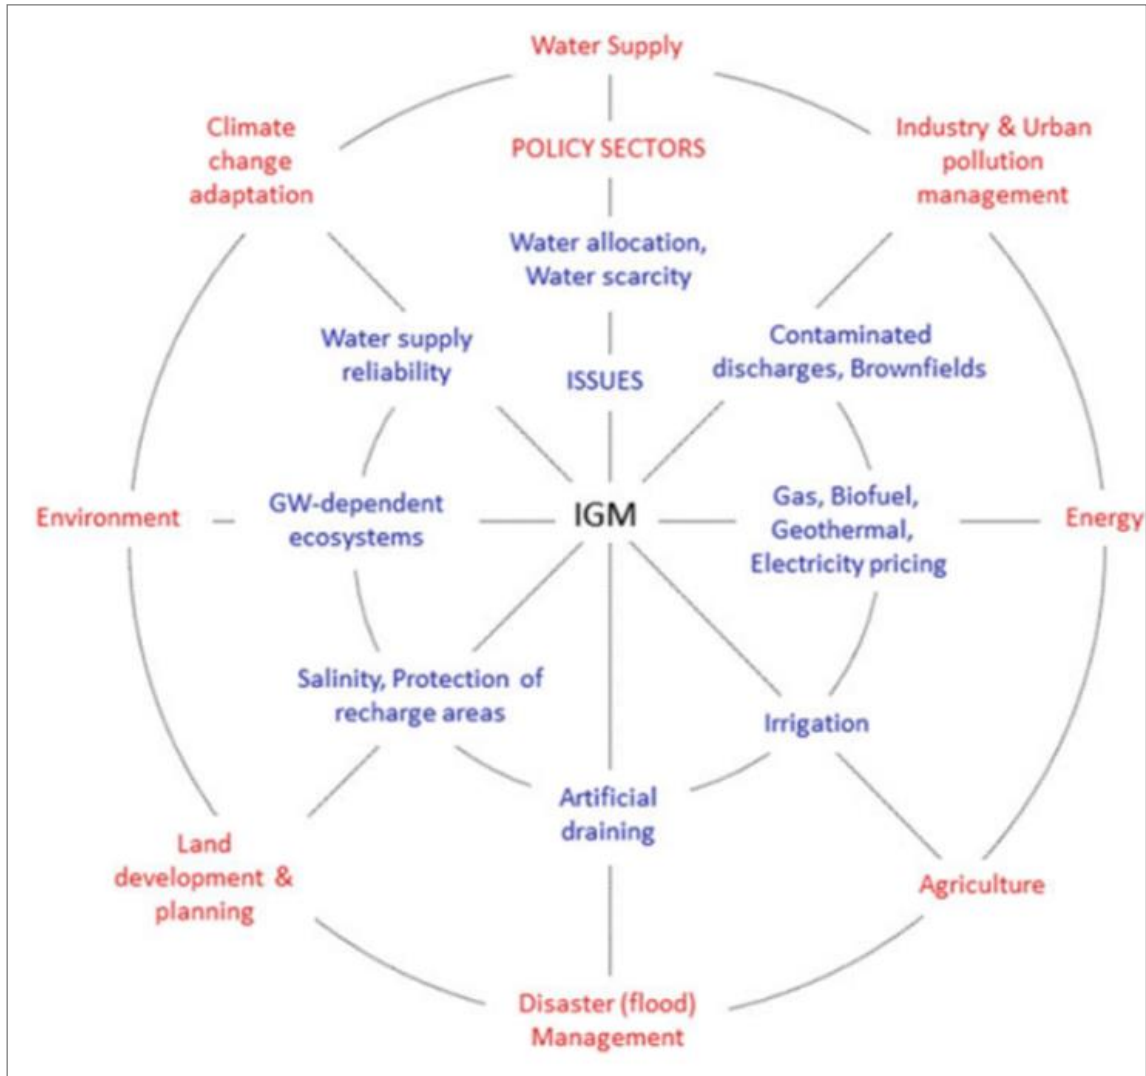 Water Supply
Climate
change
adaptation
POLICY SECTORS
Industry & Urban
pollution
management
Water allocation,
Water scarcity
Water supply
reliability
ISSUES
Contaminated
discharges, Brownfields
Environment
GW-dependent
ecosystems
IGM
Gas, Biofuel,
Geothermal,
Electricity pricing
Energy
Salinity, Protection of
recharge areas
Irrigation
Artificial
draining
Land
development &
planning
Agriculture
Disaster (flood)
Management